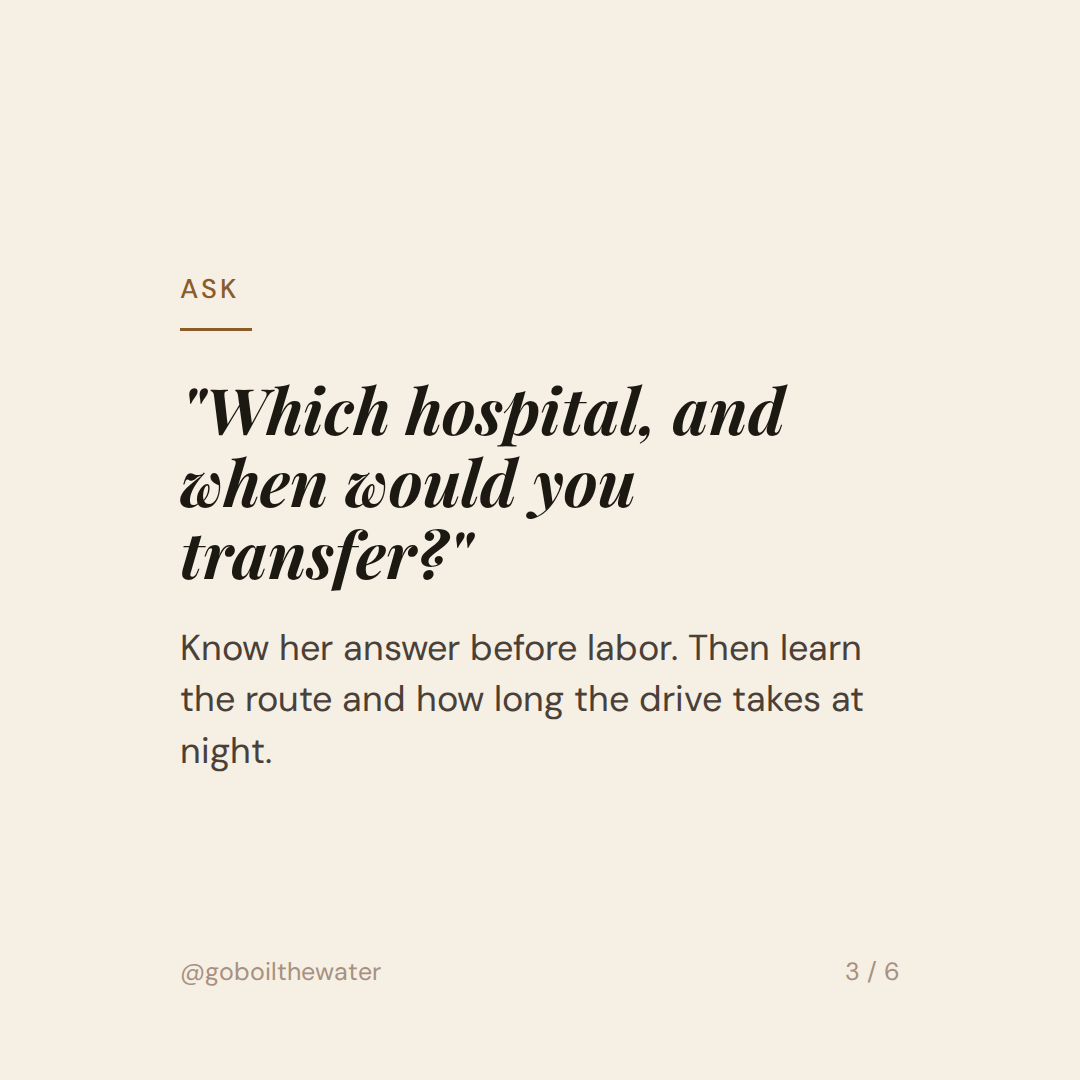 ASK
"Which hospital, and
when would you
transfer?"
Know her answer before labor. Then learn
the route and how long the drive takes at
night.
@goboilthewater
3 / 6